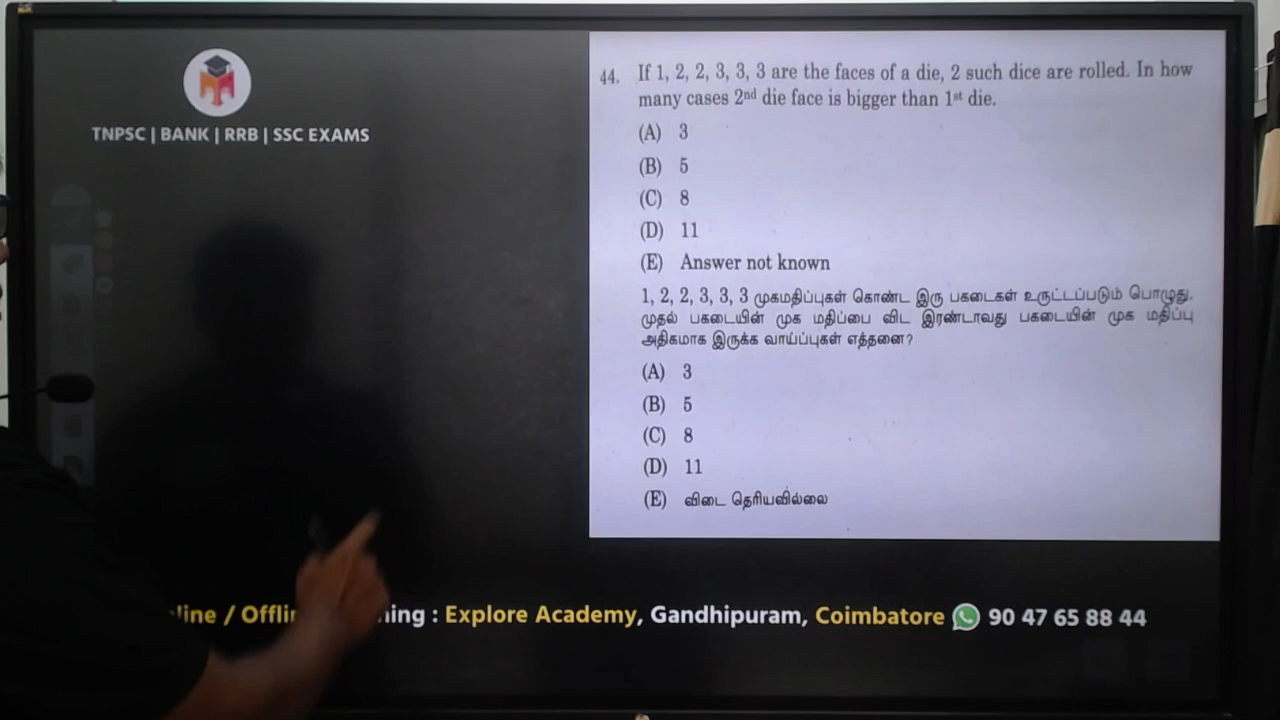 TNPSC | BANK | RRB | SSC EXAMS
44. If 1, 2, 2, 3, 3, 3 are the faces of a die, 2 such dice are rolled. In how
many cases 2nd die face is bigger than 1st die.
(A) 3
(B) 5
(C) 8
(D) 11
(E) Answer not known
1, 2, 2, 3, 3, 3 முகமதிப்புகள் கொண்ட இரு பகடைகள் உருட்டப்படும் பொழுது,
முதல் பகடையின் முக மதிப்பை விட இரண்டாவது பகடையின் முக மதிப்பு
அதிகமாக இருக்க வாய்ப்புகள் எத்தனை?
(A) 3
(B) 5
(C) 8
(D) 11
(E) விடை தெரியவில்லை
/ : Explore Academy, Gandhipuram, Coimbatore 90 47 65 88 44